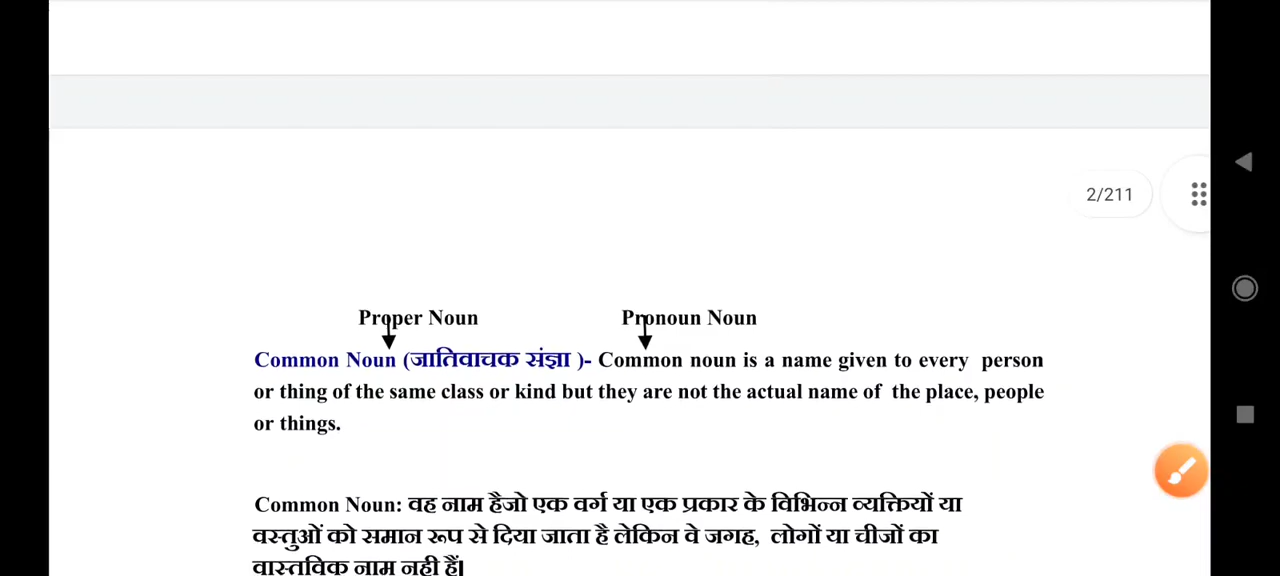 2/211
Proper Noun Pronoun Noun
Common Noun (जातिवाचक संज्ञा )- Common noun is a name given to every person
or thing of the same class or kind but they are not the actual name of the place, people
or things.
Common Noun: वह नाम हैजो एक वर्ग या एक प्रकार के विभिन्न व्यक्तियों या
वस्तुओं को समान रूप से दिया जाता है लेकिन वे जगह, लोगों या चीजों का
वास्तविक नाम नही हैं|